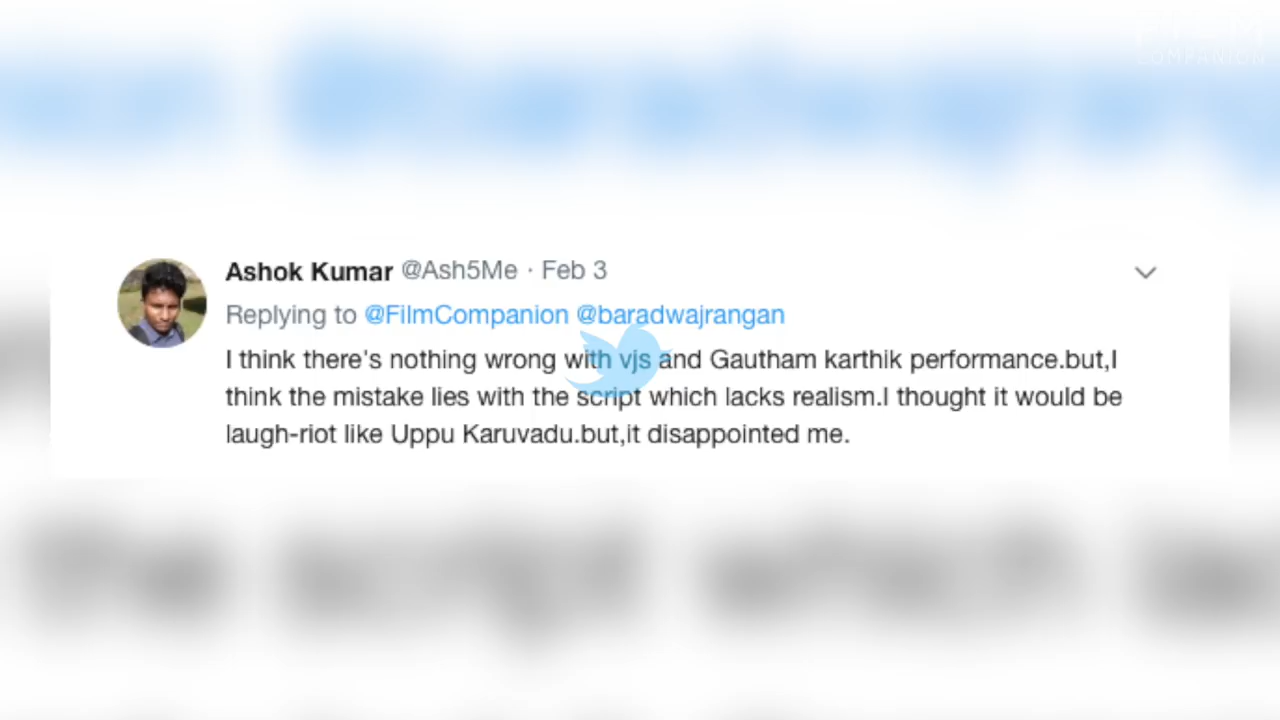 FILM
COMPANION
Ashok Kumar @Ash5Me · Feb 3
Replying to @FilmCompanion @baradwajrangan
I think there's nothing wrong with vjs and Gautham karthik performance.but,I
think the mistake lies with the script which lacks realism.I thought it would be
laugh-riot like Uppu Karuvadu.but,it disappointed me.